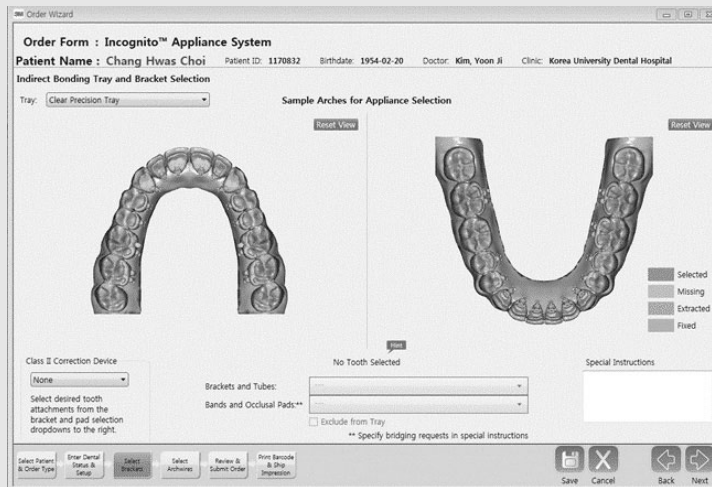 3M Order Wizard
Order Form : Incognito™ Appliance System
Patient Name : Chang Hwas Choi Patient ID: 1170832 Birthdate: 1954-02-20 Doctor: Kim, Yoon Ji Clinic: Korea University Dental Hospital
Indirect Bonding Tray and Bracket Selection
Tray: Clear Precision Tray
Sample Arches for Appliance Selection
Reset View
Reset View
Selected
Missing
Extracted
Fixed
Hint
No Tooth Selected
Class II Correction Device
None
Select desired tooth
attachments from the
bracket and pad selection
dropdowns to the right.
Brackets and Tubes: ---
Bands and Occlusal Pads:** ---
Exclude from Tray
** Specify bridging requests in special instructions
Special Instructions
Select Patient
& Order Type
Enter Dental
Status &
Setup
Select
Brackets
Select
Archwires
Review &
Submit Order
Print Barcode
& Ship
Impression
Save
Cancel
Back
Next